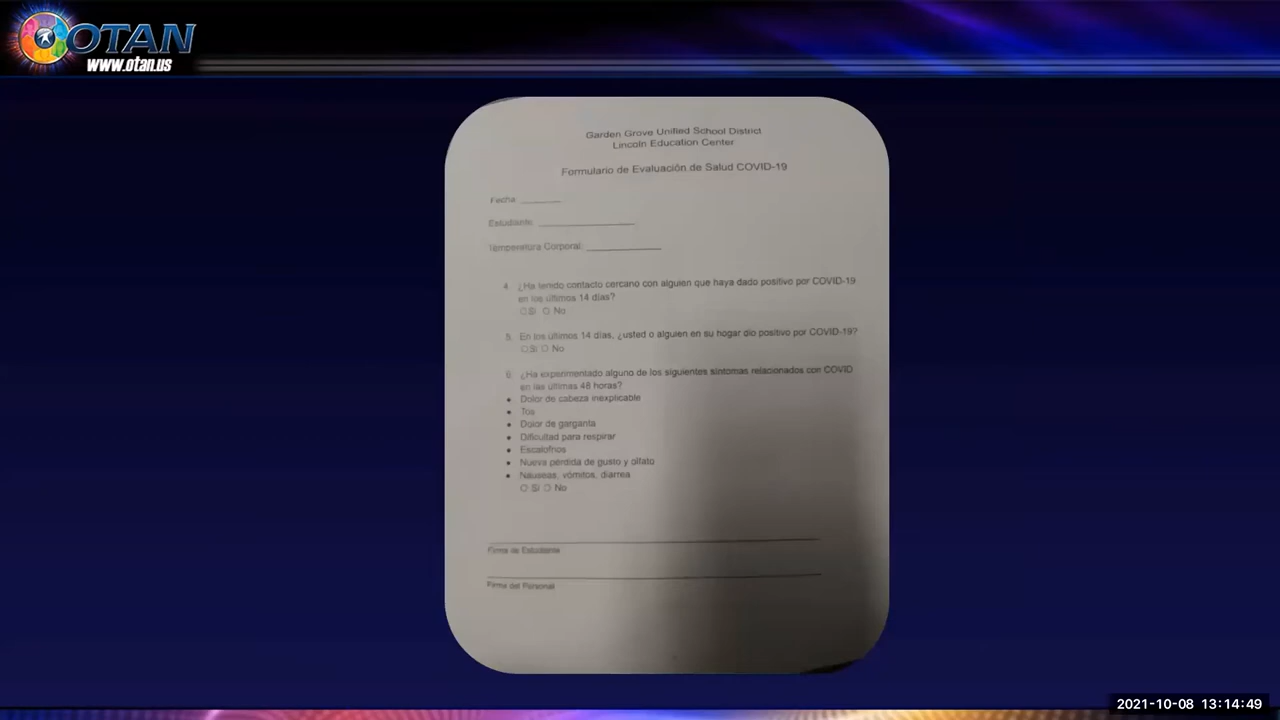 OTAN
www.otan.us
Garden Grove Unified School District
Lincoln Education Center
Formulario de Evaluación de Salud COVID-19
Fecha ________
Estudiante: ________________
Temperatura Corporal: ____________
4. ¿Ha tenido contacto cercano con alguien que haya dado positivo por COVID-19
en los últimos 14 días?
○ Sí ○ No
5. En los últimos 14 días, ¿usted o alguien en su hogar dio positivo por COVID-19?
○ Sí ○ No
6. ¿Ha experimentado alguno de los siguientes síntomas relacionados con COVID
en las últimas 48 horas?
• Dolor de cabeza inexplicable
• Tos
• Dolor de garganta
• Dificultad para respirar
• Escalofríos
• Nueva pérdida de gusto y olfato
• Náuseas, vómitos, diarrea
○ Sí ○ No
Firma de Estudiante
Firma del Personal
2021-10-08 13:14:49